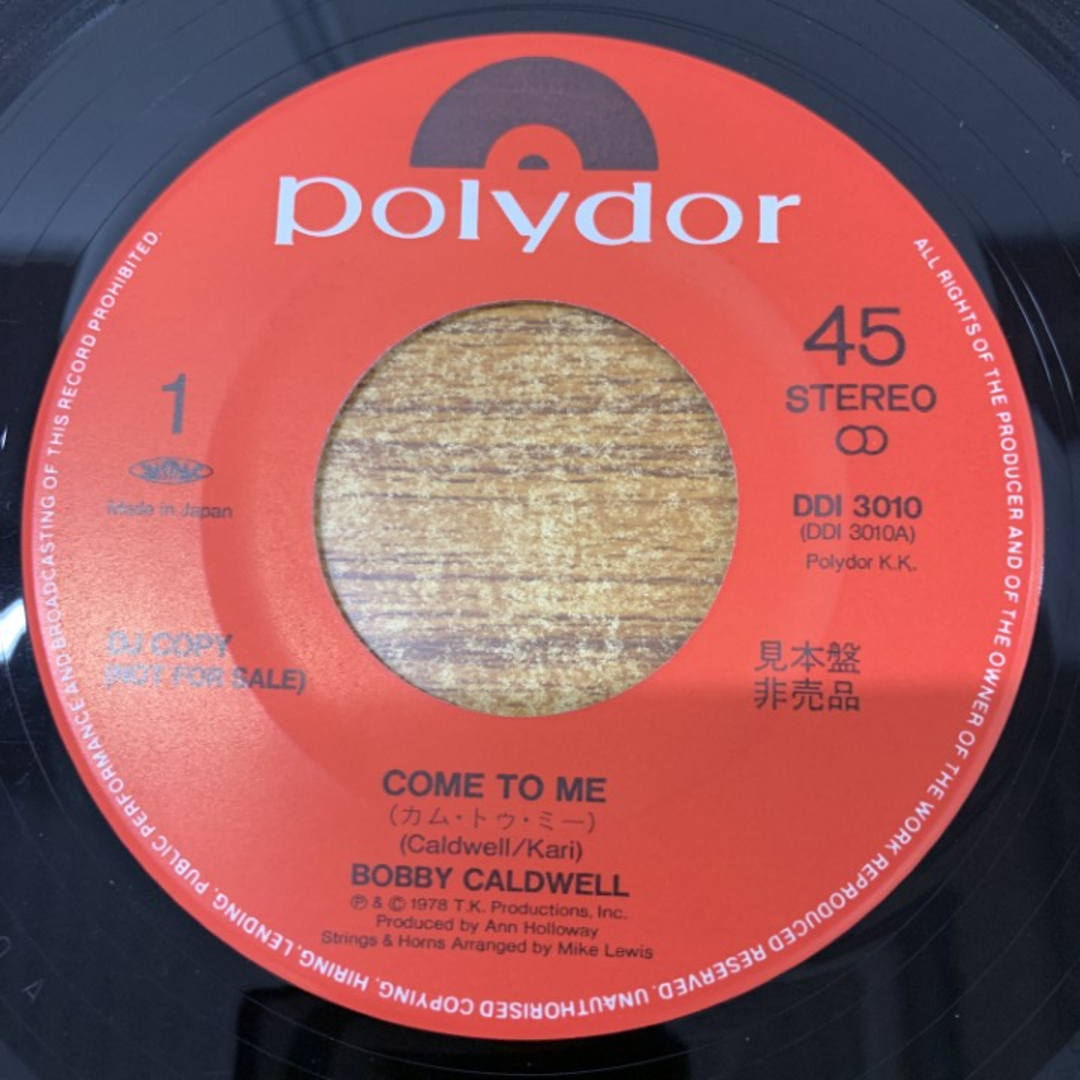 polydor
45
STEREO
1
Made in Japan
DDI 3010
(DDI 3010A)
Polydor K.K.
DJ COPY
(NOT FOR SALE)
見本盤
非売品
COME TO ME
(カム・トゥ・ミー)
(Caldwell/Kari)
BOBBY CALDWELL
℗ & © 1978 T.K. Productions, Inc.
Produced by Ann Holloway
Strings & Horns Arranged by Mike Lewis
ALL RIGHTS OF THE PRODUCER AND OF THE OWNER OF THE WORK REPRODUCED RESERVED. UNAUTHORISED COPYING, HIRING, LENDING, PUBLIC PERFORMANCE AND BROADCASTING OF THIS RECORD PROHIBITED.